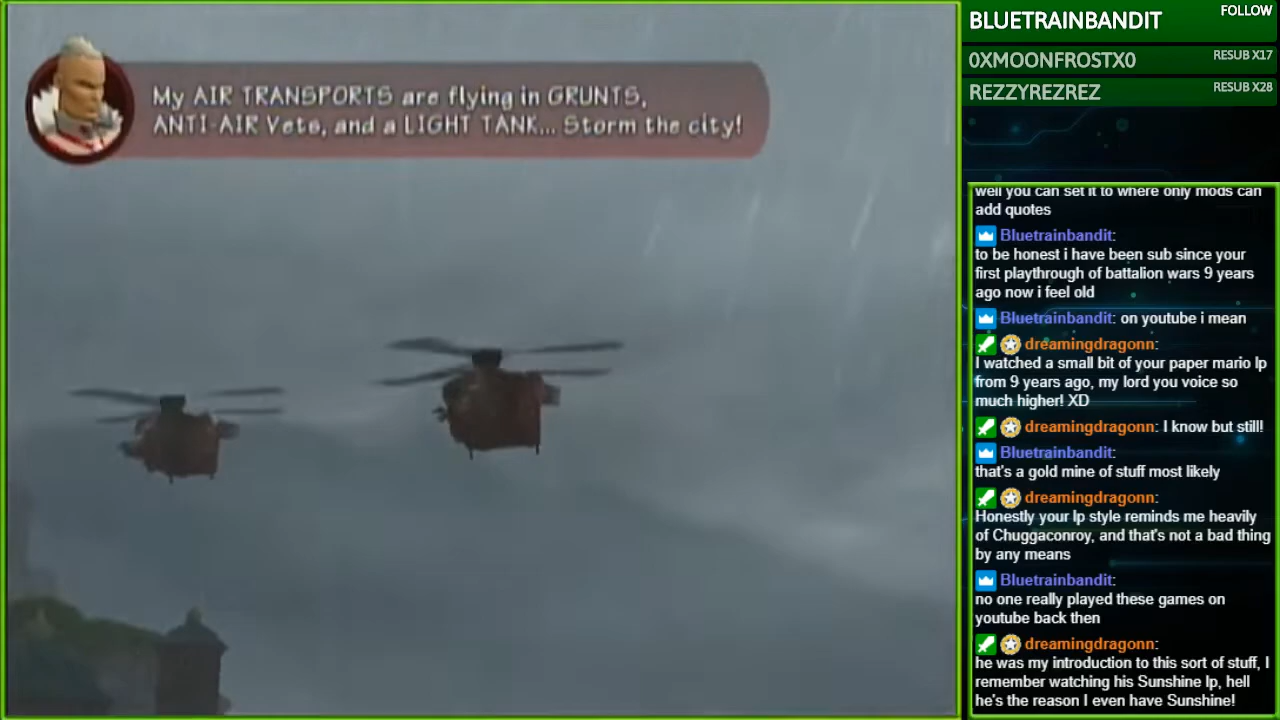 My AIR TRANSPORTS are flying in GRUNTS,
ANTI-AIR Vets, and a LIGHT TANK... Storm the city!
BLUETRAINBANDIT FOLLOW
0XMOONFROSTX0 RESUB X17
REZZYREZREZ RESUB X28
well you can set it to where only mods can
add quotes
Bluetrainbandit:
to be honest i have been sub since your
first playthrough of battalion wars 9 years
ago now i feel old
Bluetrainbandit: on youtube i mean
dreamingdragonn:
I watched a small bit of your paper mario lp
from 9 years ago, my lord you voice so
much higher! XD
dreamingdragonn: I know but still!
Bluetrainbandit:
that's a gold mine of stuff most likely
dreamingdragonn:
Honestly your lp style reminds me heavily
of Chuggaconroy, and that's not a bad thing
by any means
Bluetrainbandit:
no one really played these games on
youtube back then
dreamingdragonn:
he was my introduction to this sort of stuff, I
remember watching his Sunshine lp, hell
he's the reason I even have Sunshine!